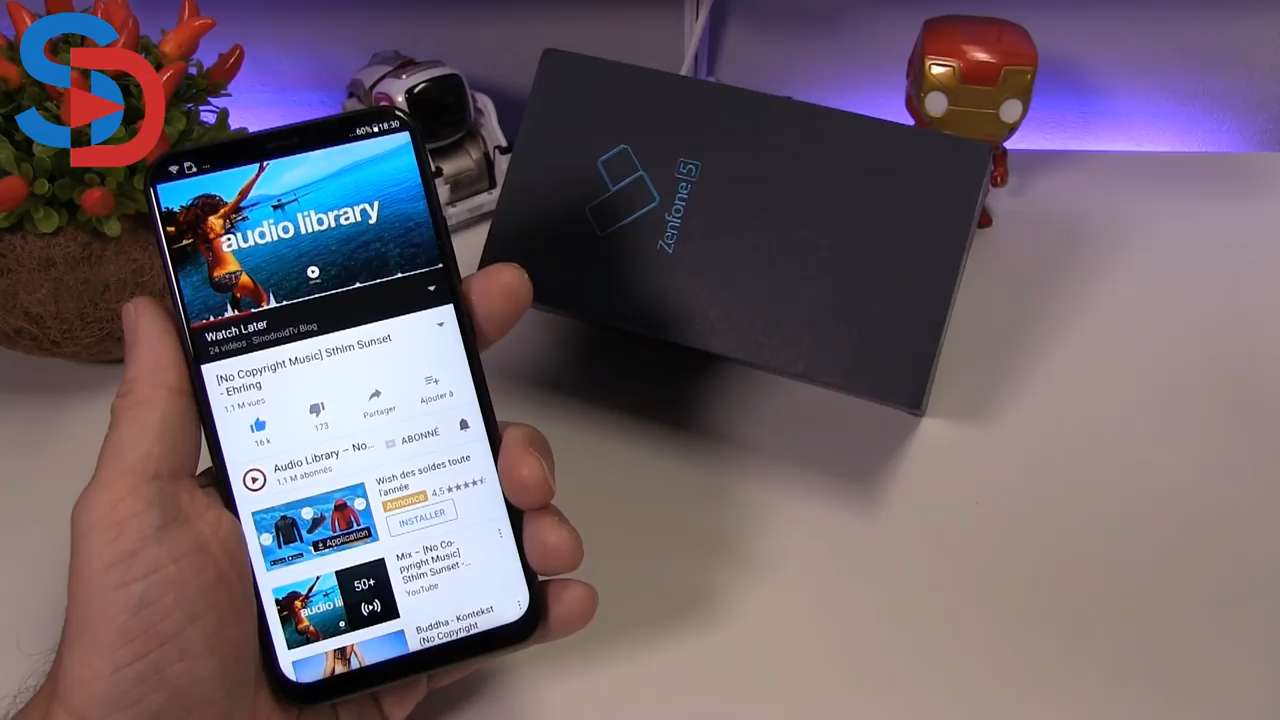 SD
...60% 18:30
...
audio library
Watch Later
24 vidéos · SinodroidTv Blog
[No Copyright Music] Sthlm Sunset
- Ehrling
1,1 M vues
16 k
173
Partager
Ajouter à
Audio Library – No...
1,1 M abonnés
ABONNÉ
Wish des soldes toute
l'année
Annonce 4,5
INSTALLER
Application
Mix – [No Co-
pyright Music]
Sthlm Sunset -...
YouTube
50+
audio li
Buddha - Kontekst
(No Copyright
Zenfone 5